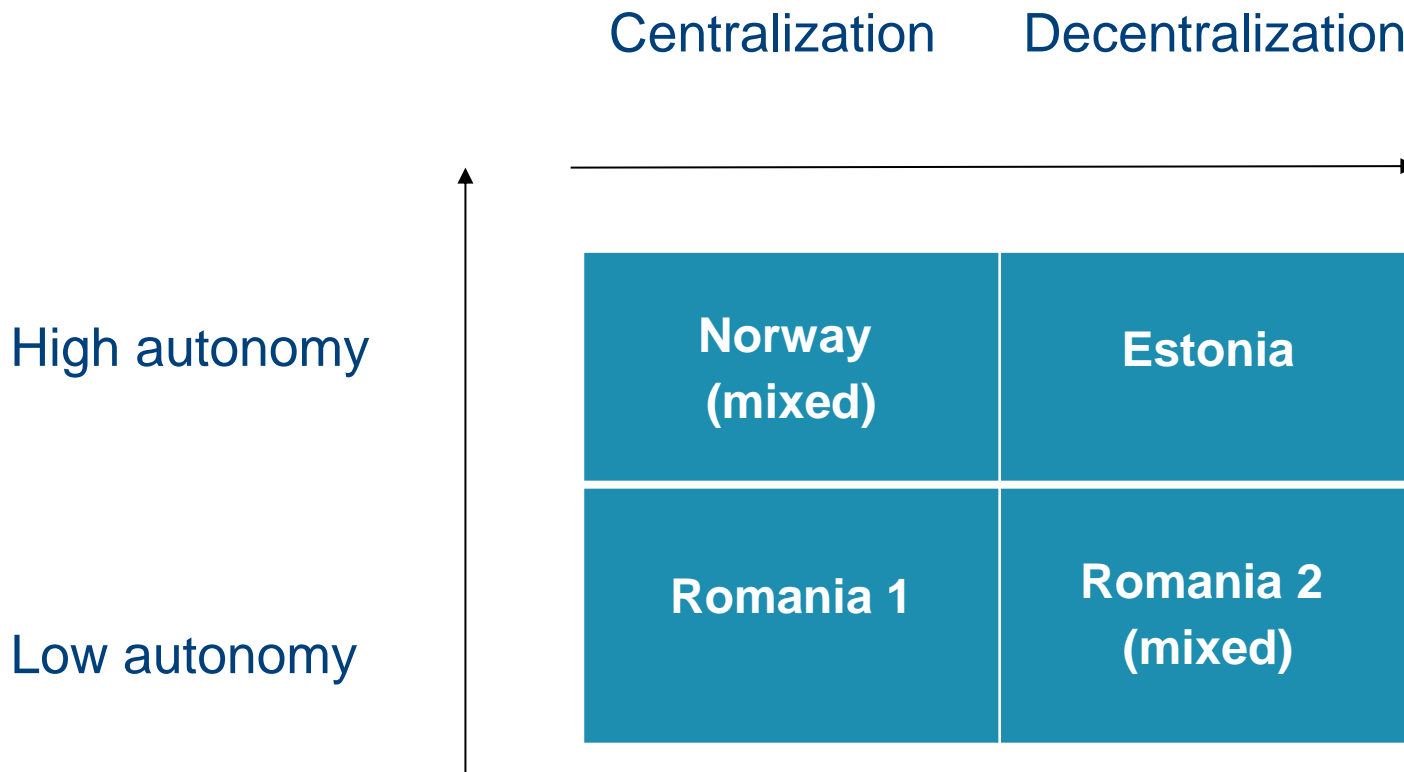 Centralization Decentralization
High autonomy
Norway
(mixed)
Estonia
Low autonomy
Romania 1
Romania 2
(mixed)